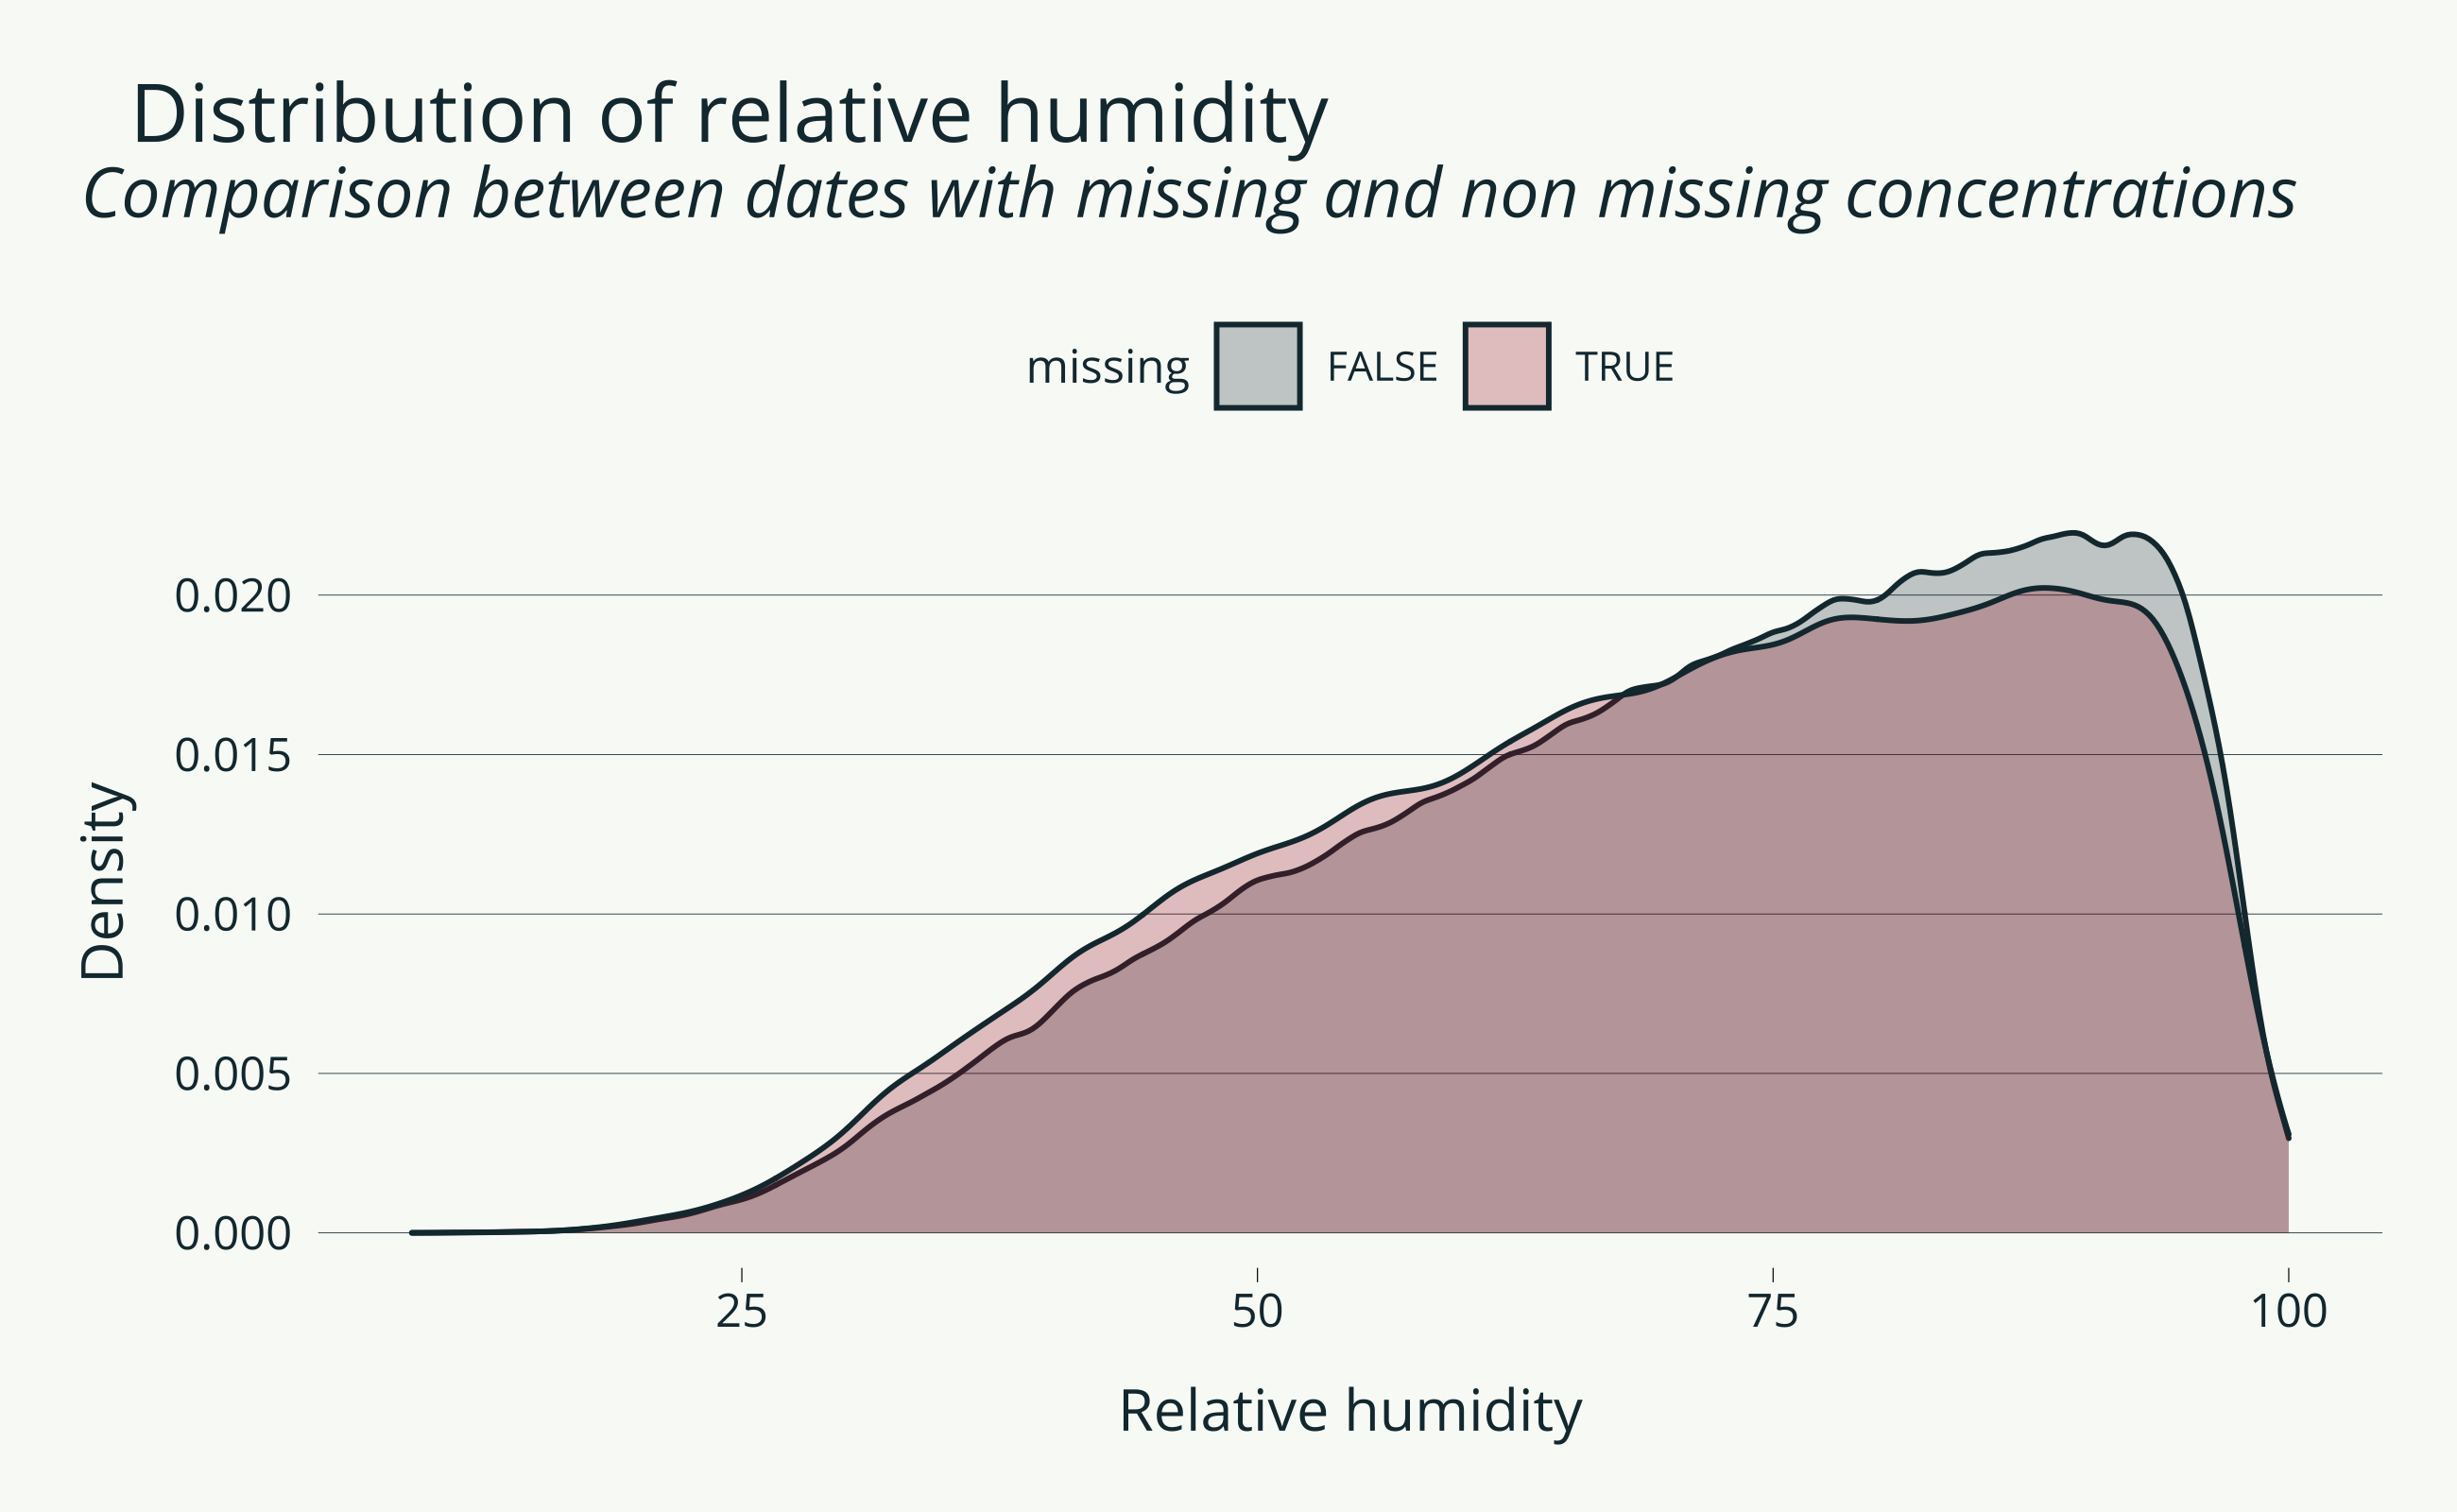 Distribution of relative humidity
Comparison between dates with missing and non missing concentrations
missing FALSE TRUE
Density
0.020
0.015
0.010
0.005
0.000
25 50 75 100
Relative humidity